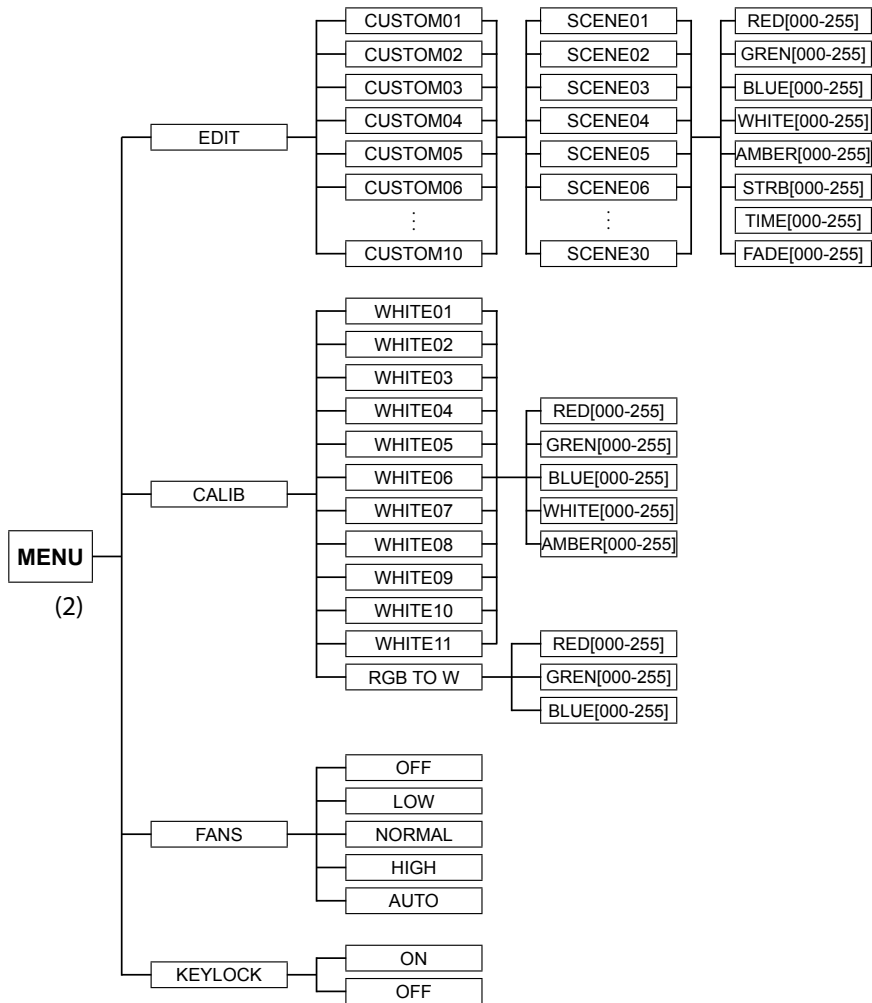 CUSTOM01
SCENE01
RED[000-255]
CUSTOM02
SCENE02
GREN[000-255]
CUSTOM03
SCENE03
BLUE[000-255]
CUSTOM04
SCENE04
WHITE[000-255]
EDIT
CUSTOM05
SCENE05
AMBER[000-255]
CUSTOM06
SCENE06
STRB[000-255]
TIME[000-255]
CUSTOM10
SCENE30
FADE[000-255]
WHITE01
WHITE02
WHITE03
WHITE04
RED[000-255]
WHITE05
GREN[000-255]
CALIB
WHITE06
BLUE[000-255]
WHITE07
WHITE[000-255]
WHITE08
AMBER[000-255]
MENU
(2)
WHITE09
WHITE10
WHITE11
RED[000-255]
RGB TO W
GREN[000-255]
BLUE[000-255]
OFF
LOW
FANS
NORMAL
HIGH
AUTO
KEYLOCK
ON
OFF